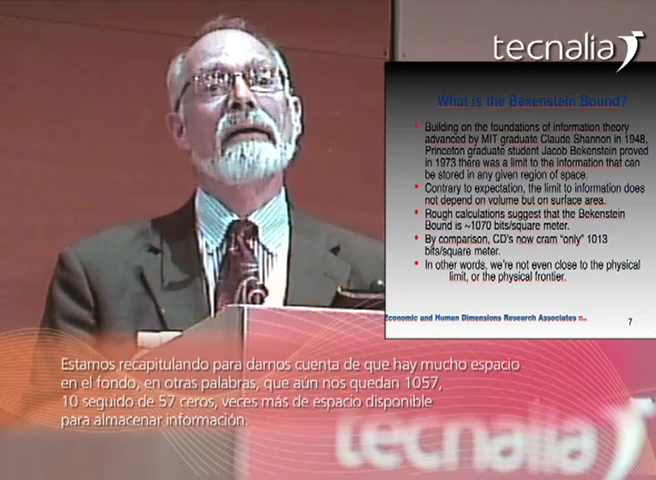 tecnalia
What is the Bekenstein Bound?
Building on the foundations of information theory
advanced by MIT graduate Claude Shannon in 1948,
Princeton graduate student Jacob Bekenstein proved
in 1973 there was a limit to the information that can
be stored in any given region of space.
Contrary to expectation, the limit to information does
not depend on volume but on surface area.
Rough calculations suggest that the Bekenstein
Bound is ~1070 bits/square meter.
By comparison, CD's now cram "only" 1013
bits/square meter.
In other words, we're not even close to the physical
limit, or the physical frontier.
Economic and Human Dimensions Research Associates
7
Estamos recapitulando para darnos cuenta de que hay mucho espacio
en el fondo, en otras palabras, que aún nos quedan 1057,
10 seguido de 57 ceros, veces más de espacio disponible
para almacenar información.
tecnalia